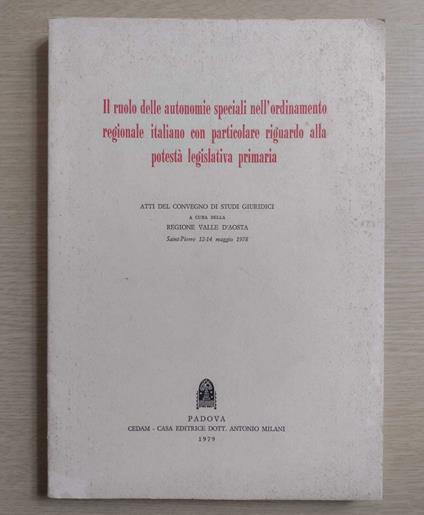 Il ruolo delle autonomie speciali nell'ordinamento
regionale italiano con particolare riguardo alla
potestà legislativa primaria
ATTI DEL CONVEGNO DI STUDI GIURIDICI
A CURA DELLA
REGIONE VALLE D'AOSTA
Saint-Pierre 12-14 maggio 1978
PADOVA
CEDAM - CASA EDITRICE DOTT. ANTONIO MILANI
1979